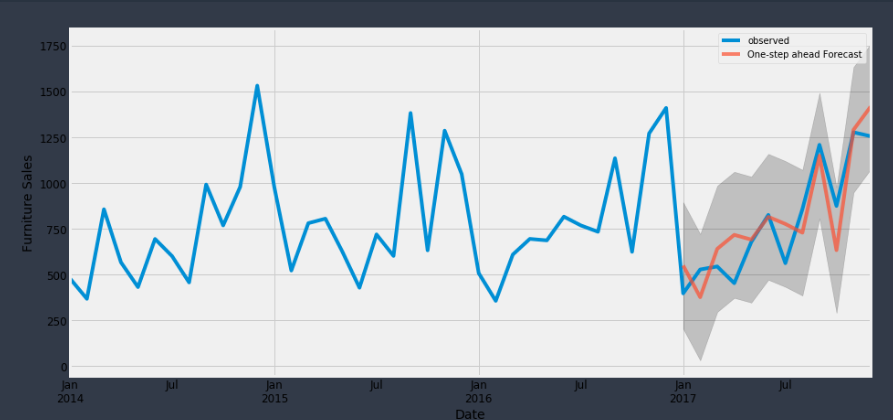 observed
One-step ahead Forecast
1750
1500
1250
1000
750
500
250
0
Furniture Sales
Jan Jul Jan Jul Jan Jul Jan Jul
2014 2015 2016 2017
Date